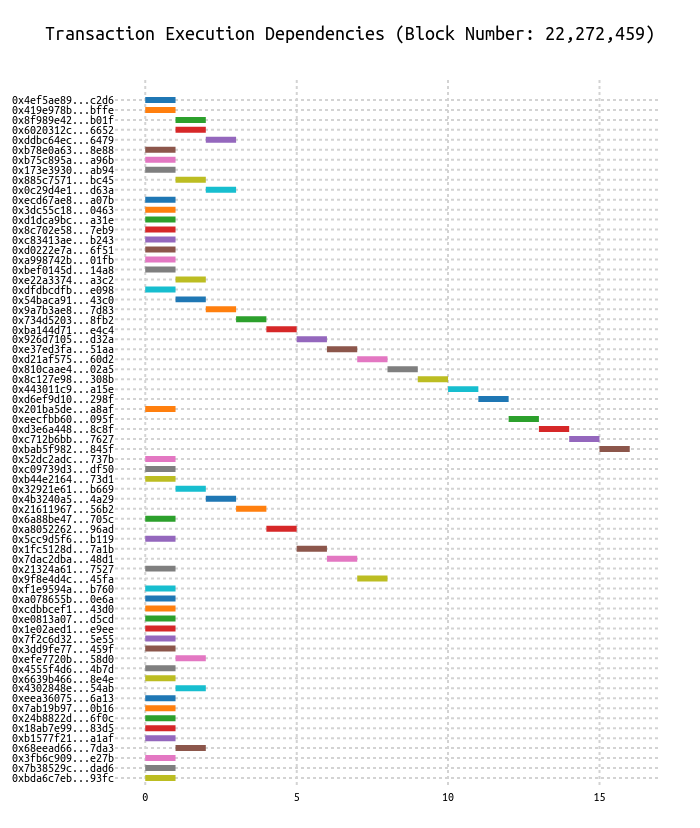 Transaction Execution Dependencies (Block Number: 22,272,459)
0x4ef5ae89...c2d6
0x419e978b...bffe
0x8f989e42...b01f
0x6020312c...6652
0xddbc64ec...6479
0xb78e0a63...8e88
0xb75c895a...a96b
0x173e3930...ab94
0x885c7571...bc45
0x0c29d4e1...d63a
0xecd67ae8...a07b
0x3dc55c18...0463
0xd1dca9bc...a31e
0x8c702e58...7eb9
0xc83413ae...b243
0xd0222e7a...6f51
0xa998742b...01fb
0xbef0145d...14a8
0xe22a3374...a3c2
0xdfdbcdfb...e098
0x54baca91...43c0
0x9a7b3ae8...7d83
0x734d5203...8fb2
0xba144d71...e4c4
0x926d7105...d32a
0xe37ed3fa...51aa
0xd21af575...60d2
0x810caae4...02a5
0x8c127e98...308b
0x443011c9...a15e
0xd6ef9d10...298f
0x201ba5de...a8af
0xeecfbb60...095f
0xd3e6a448...8c8f
0xc712b6bb...7627
0xbab5f982...845f
0x52dc2adc...737b
0xc09739d3...df50
0xb44e2164...73d1
0x32921e61...b669
0x4b3240a5...4a29
0x21611967...56b2
0x6a88be47...705c
0xa8052262...96ad
0x5cc9d5f6...b119
0x1fc5128d...7a1b
0x7dac2dba...48d1
0x21324a61...7527
0x9f8e4d4c...45fa
0xf1e9594a...b760
0xa078655b...0e6a
0xcdbbcef1...43d0
0xe0813a07...d5cd
0x1e02aed1...e9ee
0x7f2c6d32...5e55
0x3dd9fe77...459f
0xefe7720b...58d0
0x4555f4d6...4b7d
0x6639b466...8e4e
0x4302848e...54ab
0xeea36075...6a13
0x7ab19b97...0b16
0x24b8822d...6f0c
0x18ab7e99...83d5
0xb1577f21...a1af
0x68eead66...7da3
0x3fb6c909...e27b
0x7b38529c...dad6
0xbda6c7eb...93fc
0 5 10 15